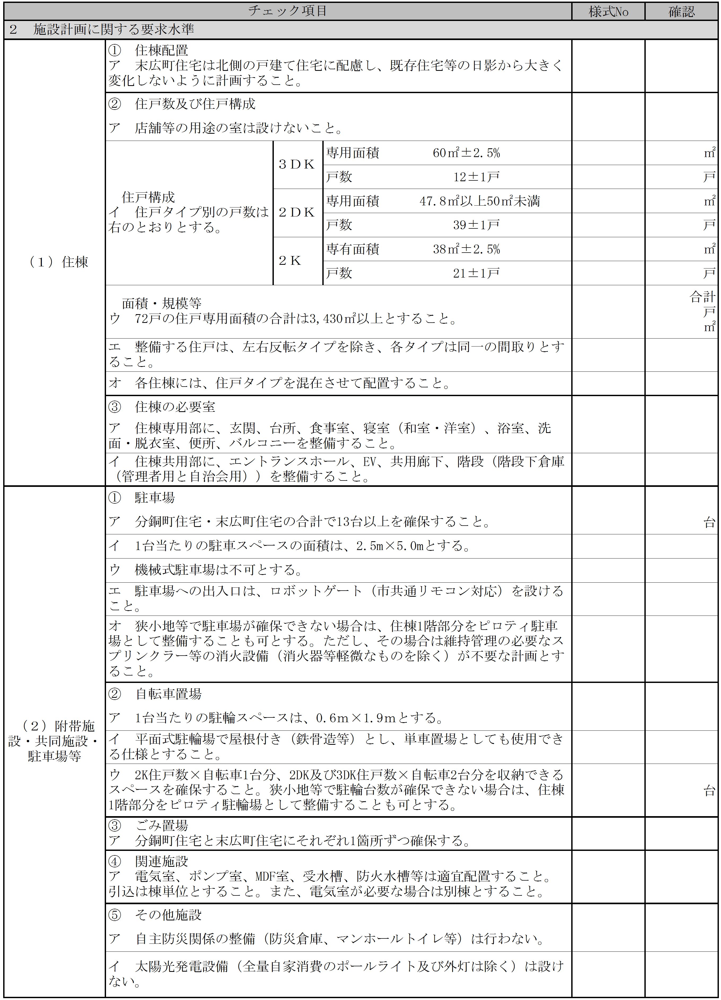 チェック項目　様式No　確認
２　施設計画に関する要求水準
（１）住棟
①　住棟配置
ア　末広町住宅は北側の戸建て住宅に配慮し、既存住宅等の日影から大きく
変化しないように計画すること。
②　住戸数及び住戸構成
ア　店舗等の用途の室は設けないこと。
住戸構成
イ　住戸タイプ別の戸数は
右のとおりとする。
３ＤＫ
専用面積　60㎡±2.5%　㎡
戸数　12±1戸　戸
２ＤＫ
専用面積　47.8㎡以上50㎡未満　㎡
戸数　39±1戸　戸
２Ｋ
専有面積　38㎡±2.5%　㎡
戸数　21±1戸　戸
面積・規模等
ウ　72戸の住戸専用面積の合計は3,430㎡以上とすること。
合計
戸
㎡
エ　整備する住戸は、左右反転タイプを除き、各タイプは同一の間取りとす
ること。
オ　各住棟には、住戸タイプを混在させて配置すること。
③　住棟の必要室
ア　住棟専用部に、玄関、台所、食事室、寝室（和室・洋室）、浴室、洗
面・脱衣室、便所、バルコニーを整備すること。
イ　住棟共用部に、エントランスホール、EV、共用廊下、階段（階段下倉庫
（管理者用と自治会用））を整備すること。
（２）附帯施
設・共同施設・
駐車場等
①　駐車場
ア　分銅町住宅・末広町住宅の合計で13台以上を確保すること。　台
イ　1台当たりの駐車スペースの面積は、2.5m×5.0mとする。
ウ　機械式駐車場は不可とする。
エ　駐車場への出入口は、ロボットゲート（市共通リモコン対応）を設ける
こと。
オ　狭小地等で駐車場が確保できない場合は、住棟1階部分をピロティ駐車
場として整備することも可とする。ただし、その場合は維持管理の必要なス
プリンクラー等の消火設備（消火器等軽微なものを除く）が不要な計画とす
ること。
②　自転車置場
ア　1台当たりの駐輪スペースは、0.6ｍ×1.9ｍとする。
イ　平面式駐輪場で屋根付き（鉄骨造等）とし、単車置場としても使用でき
る仕様とすること。
ウ　2K住戸数×自転車1台分、2DK及び3DK住戸数×自転車2台分を収納できる
スペースを確保すること。狭小地等で駐輪台数が確保できない場合は、住棟
1階部分をピロティ駐輪場として整備することも可とする。
台
③　ごみ置場
ア　分銅町住宅と末広町住宅にそれぞれ1箇所ずつ確保する。
④　関連施設
ア　電気室、ポンプ室、MDF室、受水槽、防火水槽等は適宜配置すること。
引込は棟単位とすること。また、電気室が必要な場合は別棟とすること。
⑤　その他施設
ア　自主防災関係の整備（防災倉庫、マンホールトイレ等）は行わない。
イ　太陽光発電設備（全量自家消費のポールライト及び外灯は除く）は設け
ない。